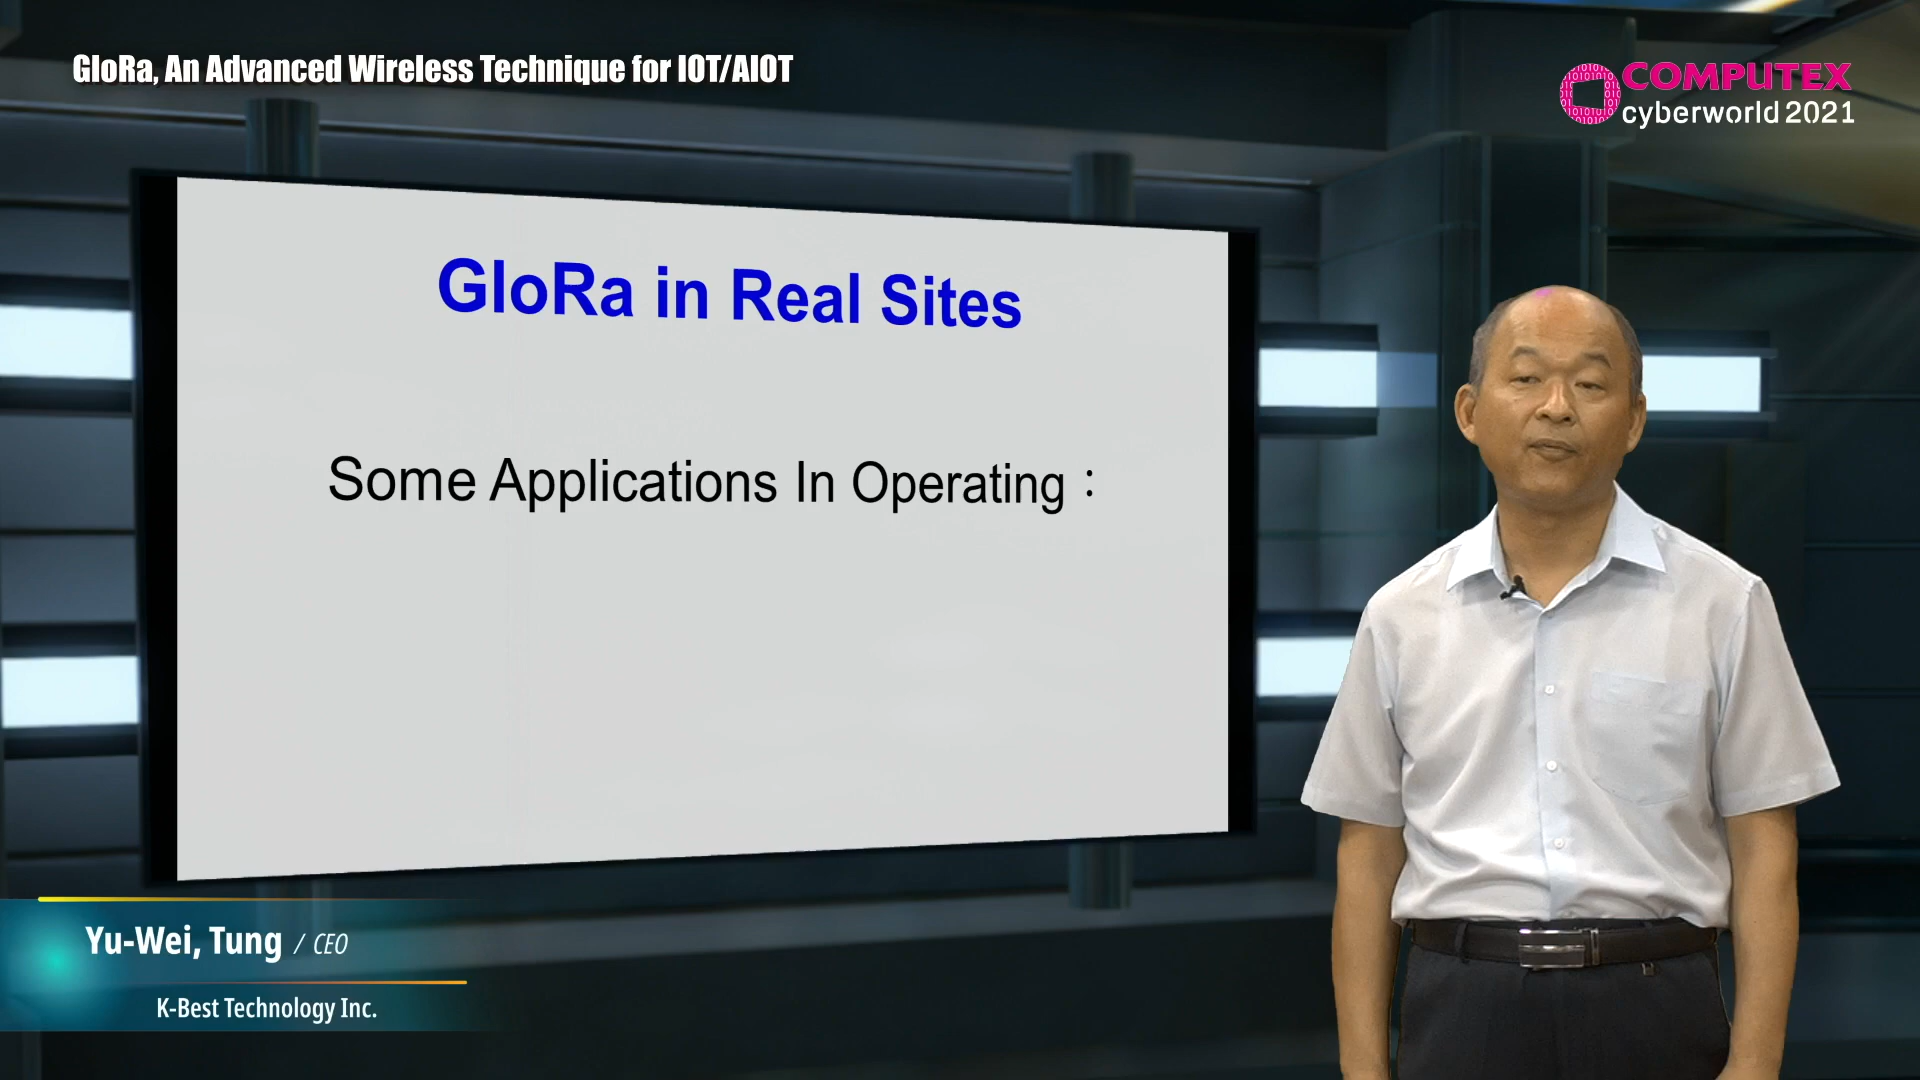 GloRa, An Advanced Wireless Technique for IOT/AIOT
COMPUTEX
cyberworld 2021
GloRa in Real Sites
Some Applications In Operating：
Yu-Wei, Tung / CEO
K-Best Technology Inc.